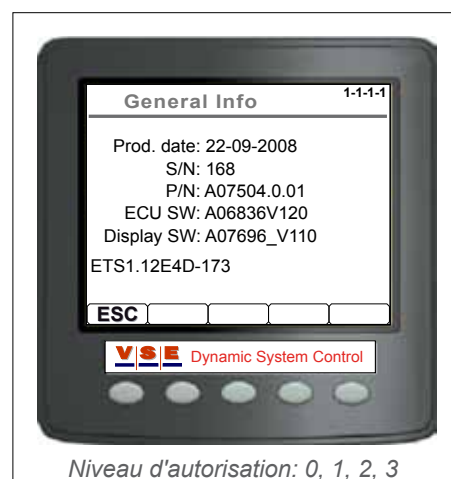 General Info 1-1-1-1
Prod. date: 22-09-2008
S/N: 168
P/N: A07504.0.01
ECU SW: A06836V120
Display SW: A07696_V110
ETS1.12E4D-173
ESC
VSE Dynamic System Control
Niveau d'autorisation: 0, 1, 2, 3